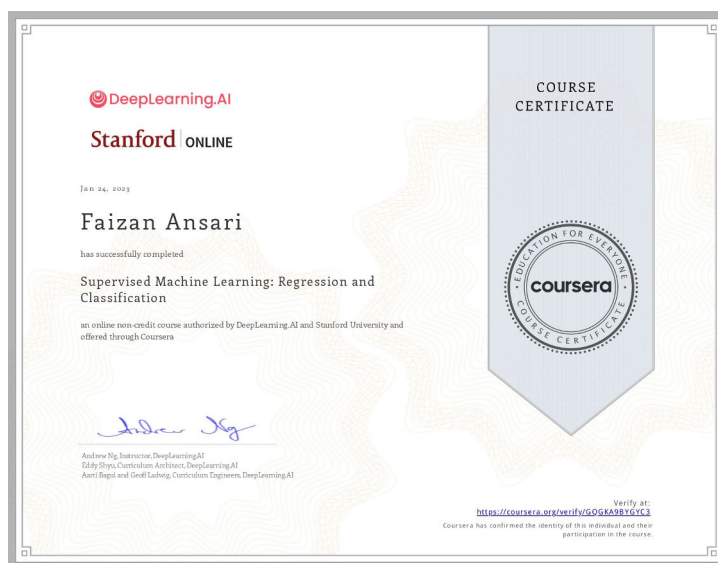 DeepLearning.AI
Stanford ONLINE
COURSE
CERTIFICATE
Jan 24, 2023
Faizan Ansari
has successfully completed
Supervised Machine Learning: Regression and
Classification
an online non-credit course authorized by DeepLearning.AI and Stanford University and
offered through Coursera
EDUCATION FOR EVERYONE
coursera
COURSE CERTIFICATE
Andrew Ng
Andrew Ng, Instructor, DeepLearning.AI
Eddy Shyu, Curriculum Architect, DeepLearning.AI
Aarti Bagul and Geoff Ladwig, Curriculum Engineers, DeepLearning.AI
Verify at:
https://coursera.org/verify/GQGKA9BYGYC3
Coursera has confirmed the identity of this individual and their
participation in the course.